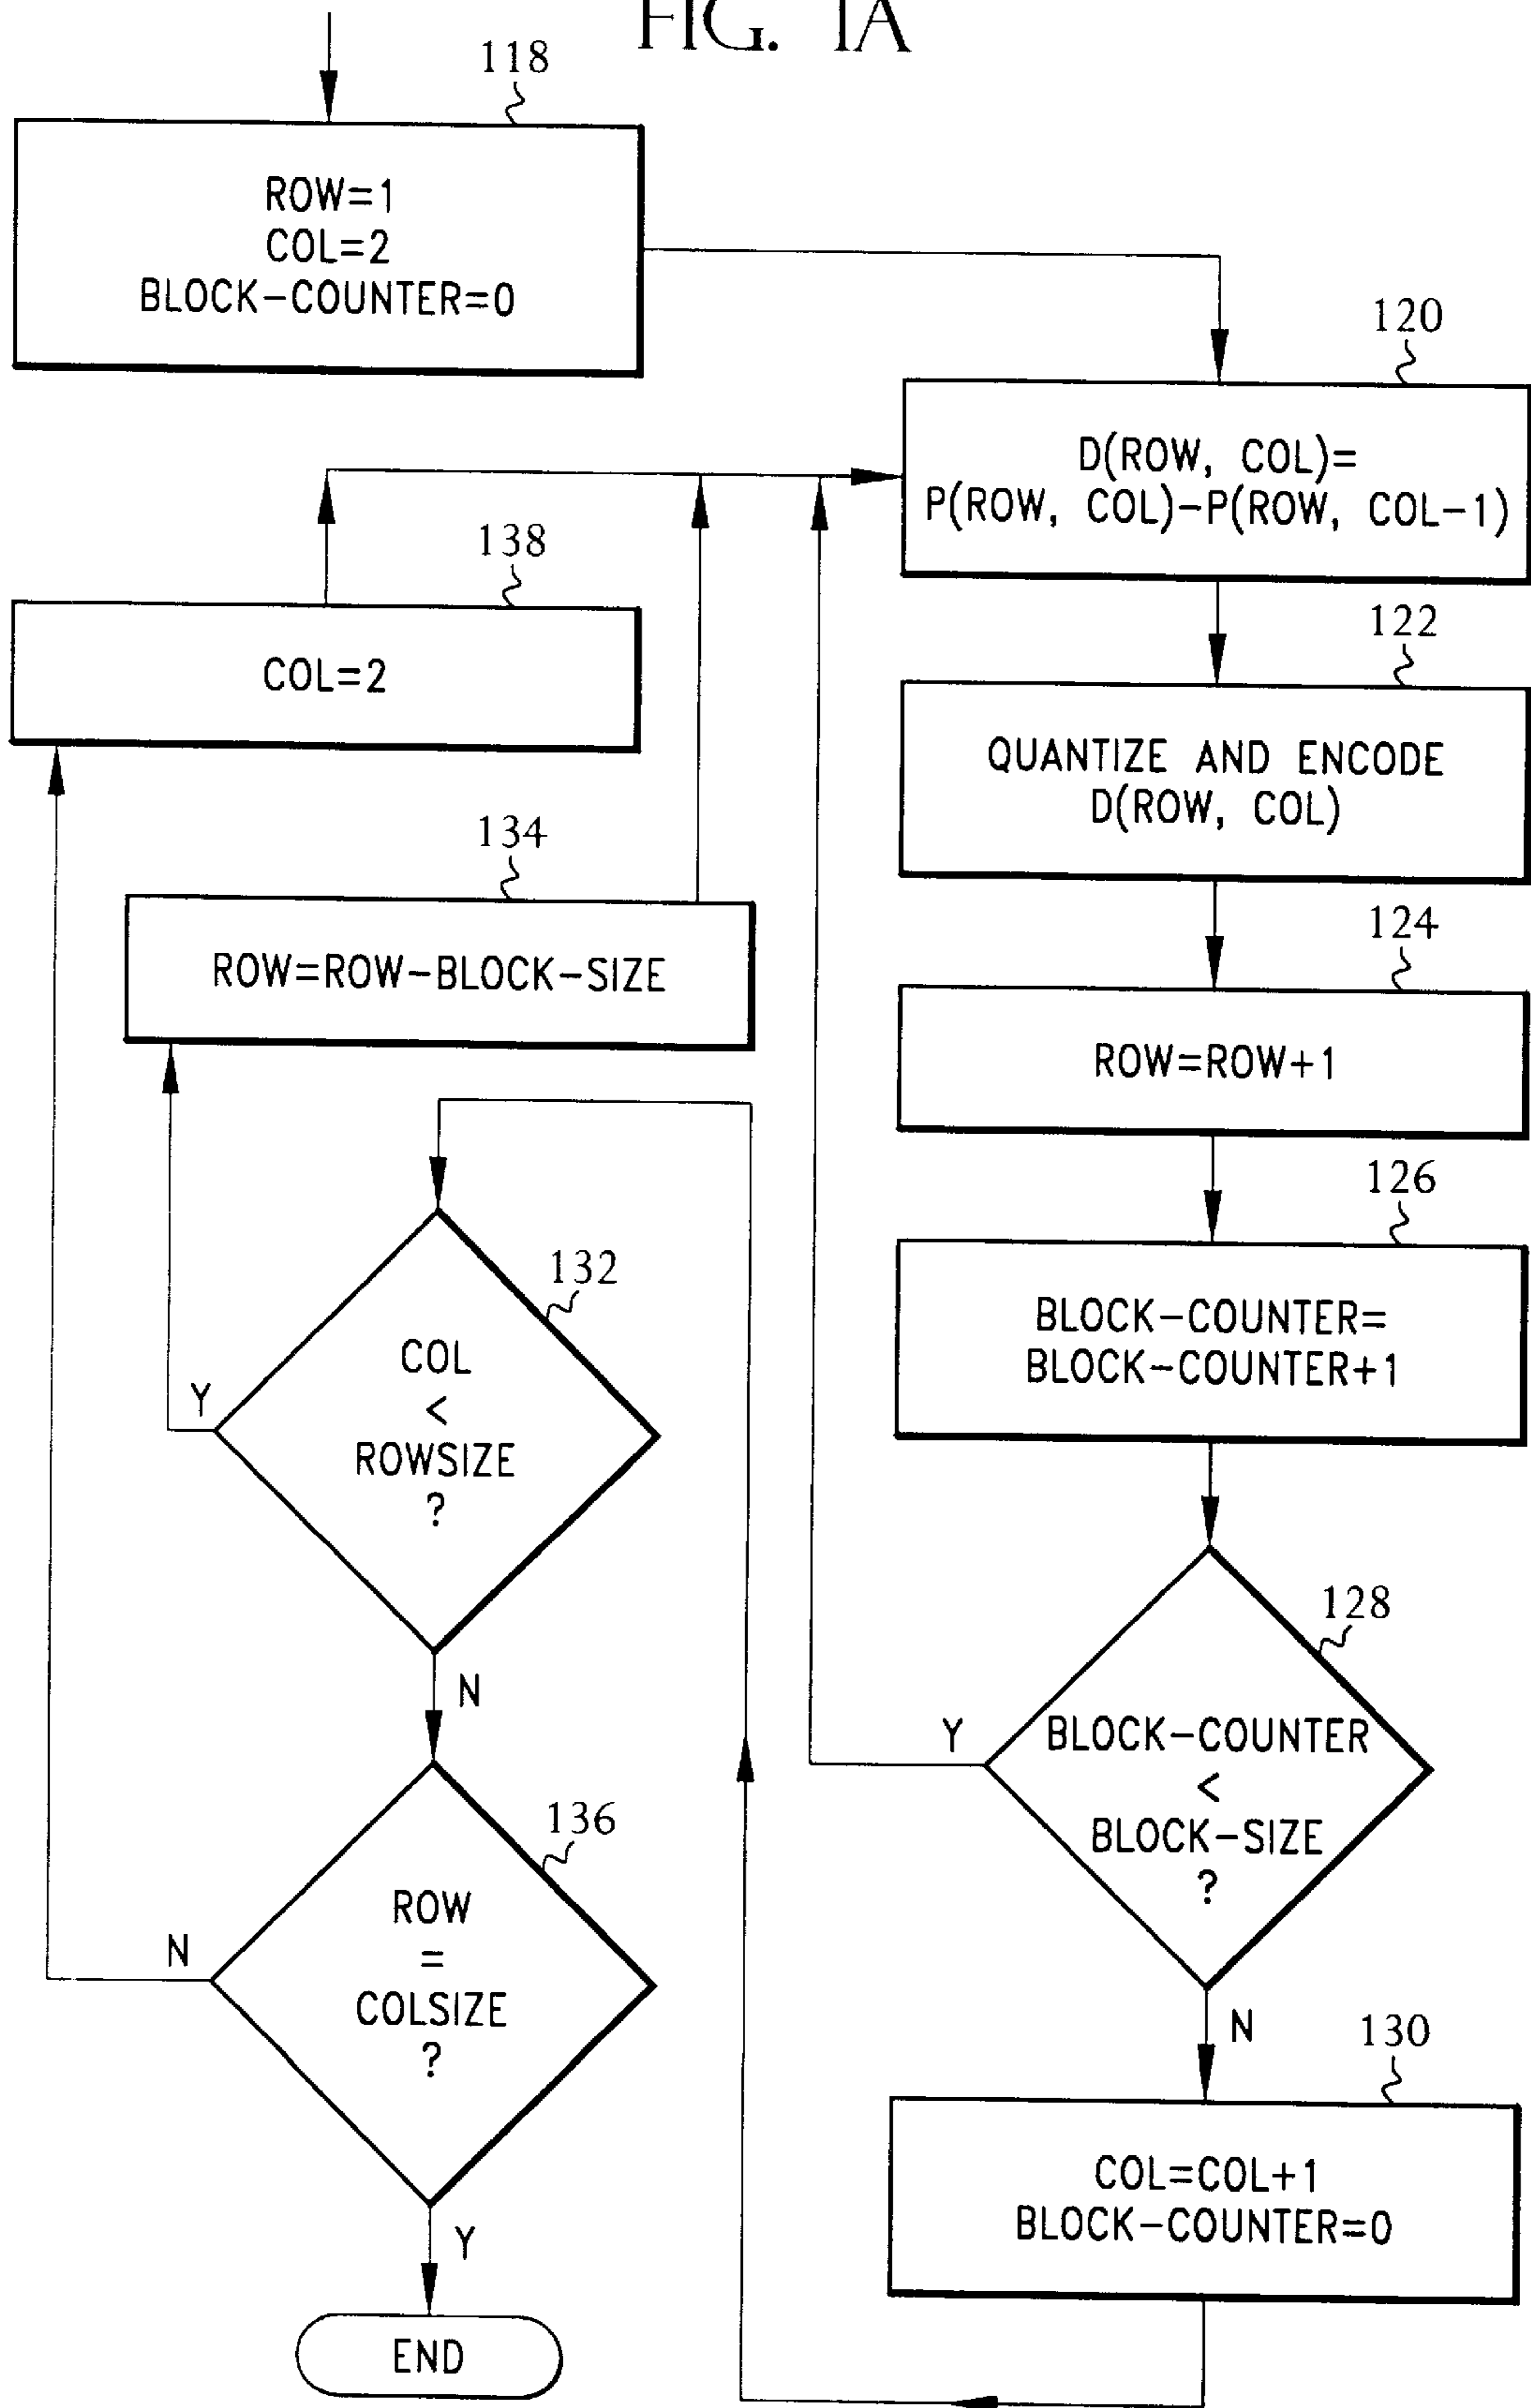 FIG. 1A
118
ROW=1
COL=2
BLOCK-COUNTER=0
120
D(ROW, COL)=
P(ROW, COL)-P(ROW, COL-1)
138
COL=2
122
QUANTIZE AND ENCODE
D(ROW, COL)
134
ROW=ROW-BLOCK-SIZE
124
ROW=ROW+1
126
BLOCK-COUNTER=
BLOCK-COUNTER+1
132
COL
<
ROWSIZE
?
Y
N
128
BLOCK-COUNTER
<
BLOCK-SIZE
?
Y
N
136
ROW
=
COLSIZE
?
N
Y
130
COL=COL+1
BLOCK-COUNTER=0
END